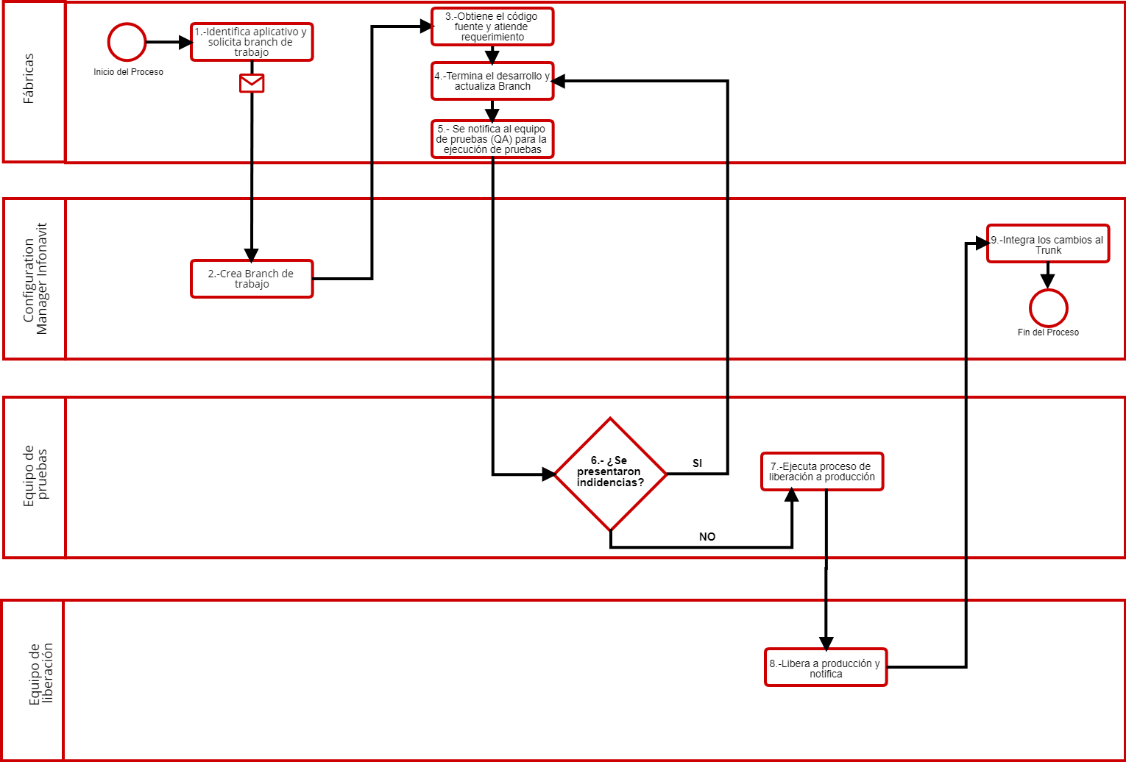 Fábricas
Inicio del Proceso
1.-Identifica aplicativo y
solicita branch de
trabajo
3.-Obtiene el código
fuente y atiende
requerimiento
4.-Termina el desarrollo y
actualiza Branch
5.- Se notifica al equipo
de pruebas (QA) para la
ejecución de pruebas
Configuration
Manager Infonavit
2.-Crea Branch de
trabajo
9.-Integra los cambios al
Trunk
Fin del Proceso
Equipo de
pruebas
6.- ¿Se
presentaron
indidencias?
SI
NO
7.-Ejecuta proceso de
liberación a producción
Equipo de
liberación
8.-Libera a producción y
notifica